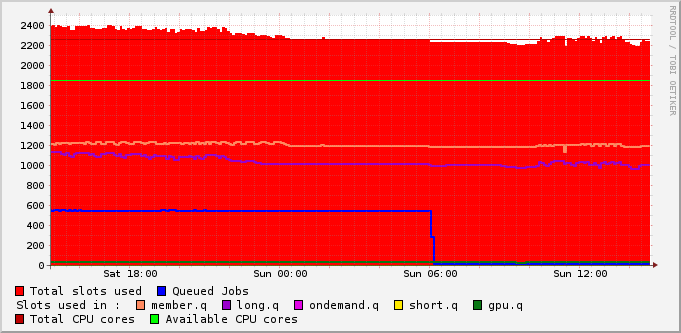 RRDTOOL / TOBI OETIKER
2400
2200
2000
1800
1600
1400
1200
1000
800
600
400
200
0
Sat 18:00 Sun 00:00 Sun 06:00 Sun 12:00
Total slots used Queued Jobs
Slots used in : member.q long.q ondemand.q short.q gpu.q
Total CPU cores Available CPU cores